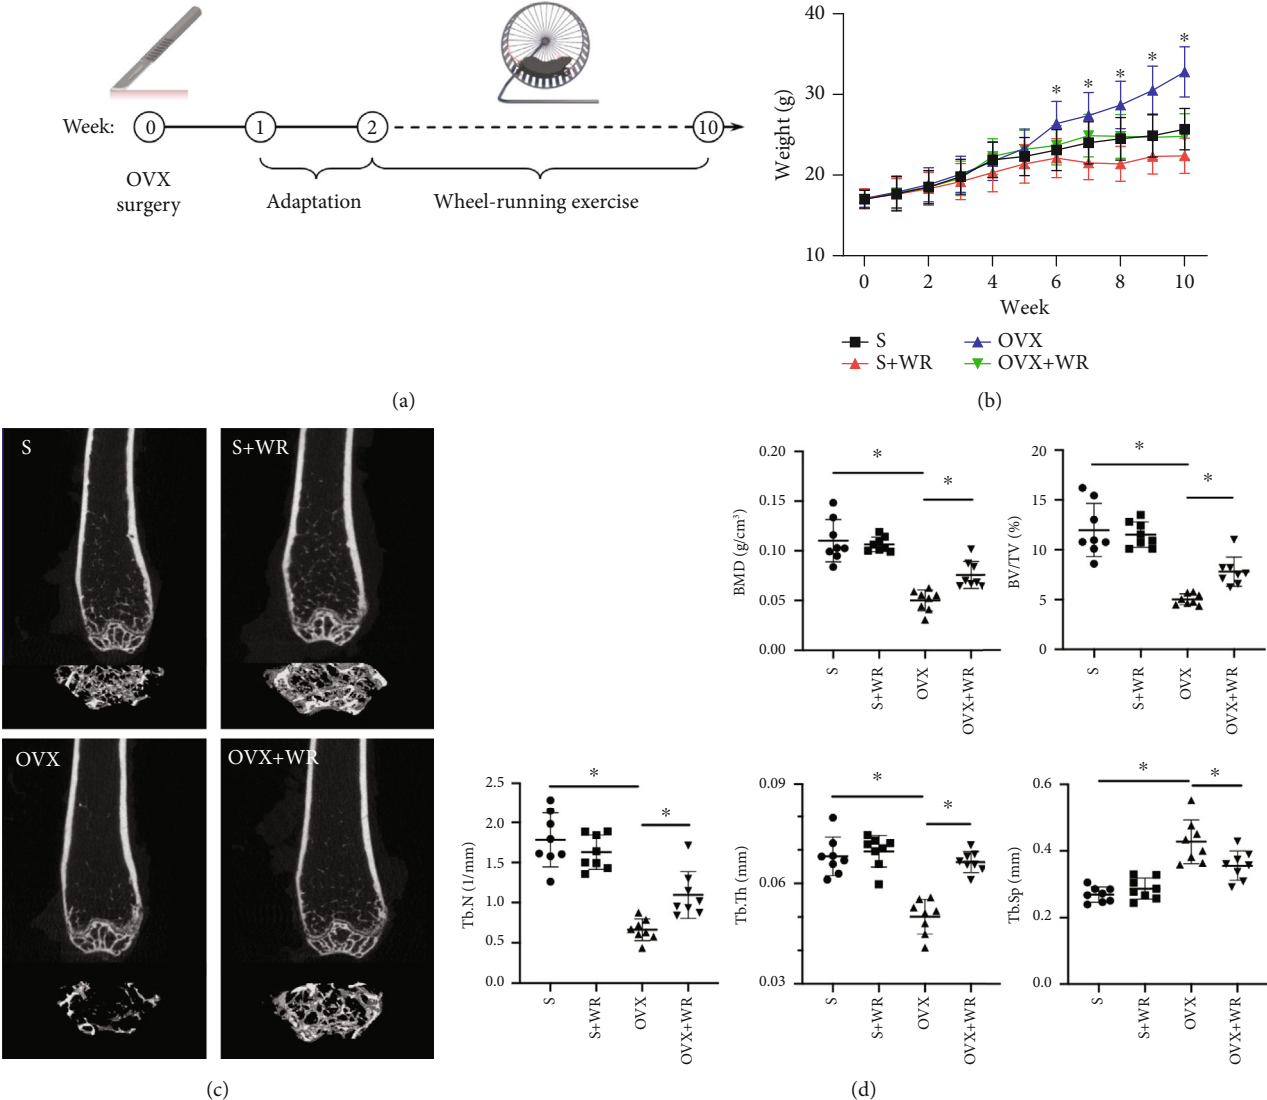 Week: 0 1 2 10
OVX
surgery
Adaptation
Wheel-running exercise
(a)
Weight (g)
40
30
20
10
* * * * *
0 2 4 6 8 10
Week
S OVX
S+WR OVX+WR
(b)
S
S+WR
OVX
OVX+WR
(c)
BMD (g/cm³)
0.20
0.15
0.10
0.05
0.00
* *
S S+WR OVX OVX+WR
BV/TV (%)
20
15
10
5
0
* *
S S+WR OVX OVX+WR
Tb.N (1/mm)
2.5
2.0
1.5
1.0
0.5
0.0
* *
S S+WR OVX OVX+WR
Tb.Th (mm)
0.09
0.06
0.03
* *
S S+WR OVX OVX+WR
Tb.Sp (mm)
0.6
0.4
0.2
0.0
* *
S S+WR OVX OVX+WR
(d)